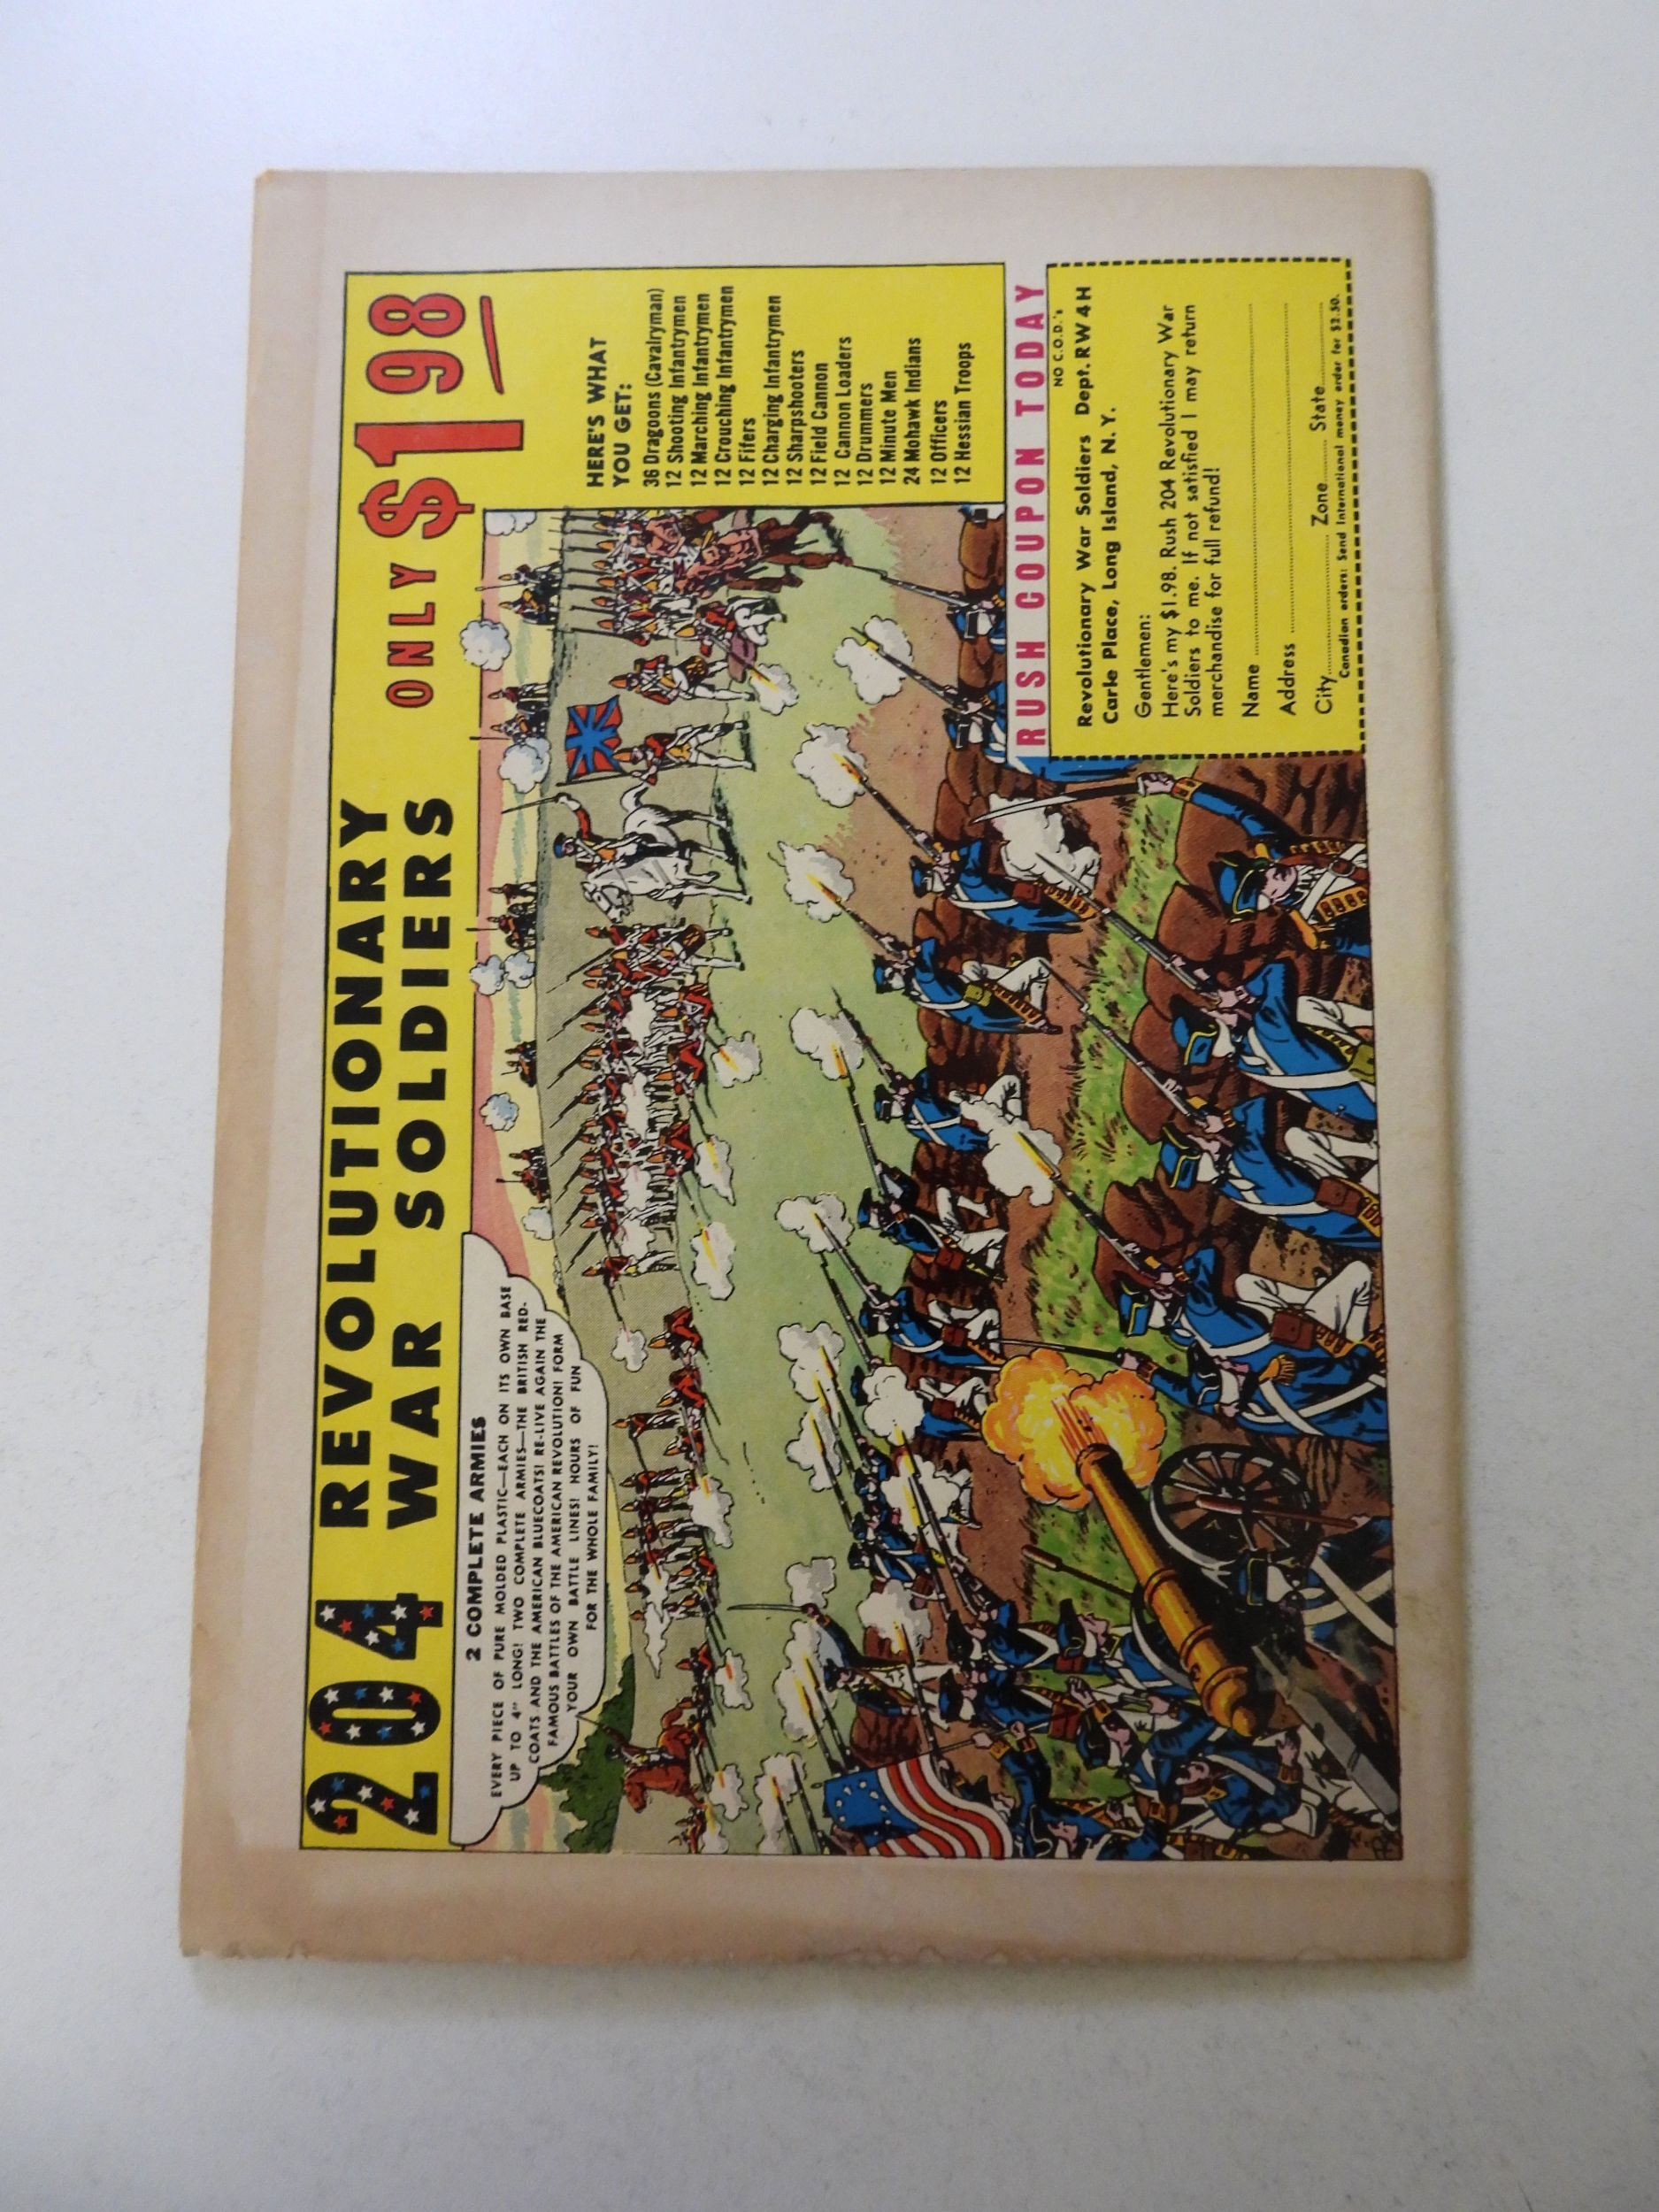 204 REVOLUTIONARY
WAR SOLDIERS
ONLY $198
2 COMPLETE ARMIES
EVERY PIECE OF PURE MOLDED PLASTIC—EACH ON ITS OWN BASE
UP TO 4" LONG! TWO COMPLETE ARMIES—THE BRITISH RED-
COATS AND THE AMERICAN BLUECOATS! RE-LIVE AGAIN THE
FAMOUS BATTLES OF THE AMERICAN REVOLUTION! FORM
YOUR OWN BATTLE LINES! HOURS OF FUN
FOR THE WHOLE FAMILY!
HERE'S WHAT
YOU GET:
36 Dragoons (Cavalryman)
12 Shooting Infantrymen
12 Marching Infantrymen
12 Crouching Infantrymen
12 Fifers
12 Charging Infantrymen
12 Sharpshooters
12 Field Cannon
12 Cannon Loaders
12 Drummers
12 Minute Men
24 Mohawk Indians
12 Officers
12 Hessian Troops
RUSH COUPON TODAY
NO C.O.D.'s
Revolutionary War Soldiers Dept. RW 4H
Carle Place, Long Island, N. Y.
Gentlemen:
Here's my $1.98. Rush 204 Revolutionary War
Soldiers to me. If not satisfied I may return
merchandise for full refund!
Name
Address
City Zone State
Canadian orders: Send International money order for $2.50.